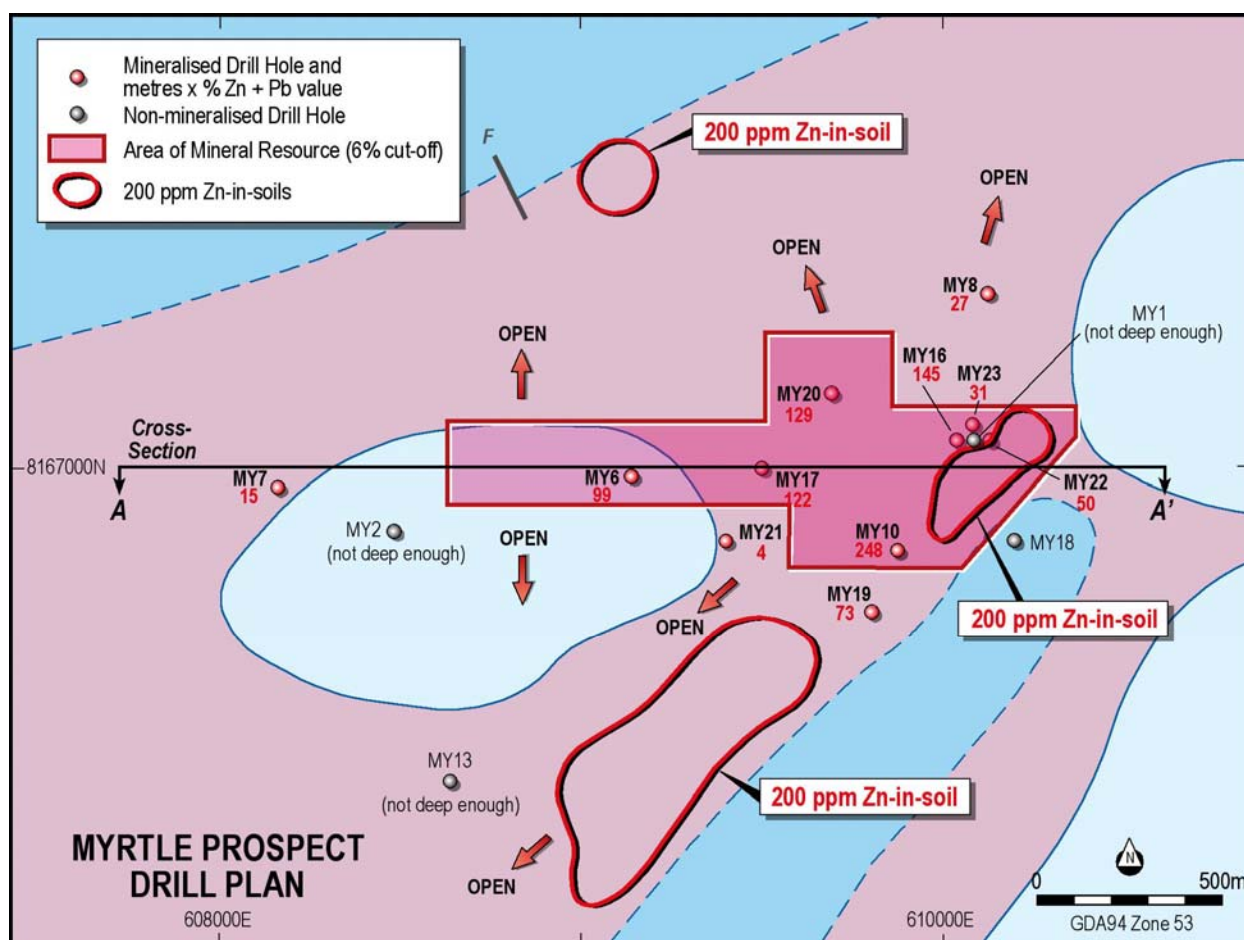 Mineralised Drill Hole and
metres x % Zn + Pb value
Non-mineralised Drill Hole
Area of Mineral Resource (6% cut-off)
200 ppm Zn-in-soils
F
200 ppm Zn-in-soil
OPEN
OPEN
MY8
27
MY1
(not deep enough)
OPEN
MY16
145
MY23
31
MY20
129
Cross-
Section
8167000N
A
MY7
15
MY6
99
MY17
122
MY22
50
A'
MY2
(not deep enough)
OPEN
MY21
4
MY10
248
MY18
MY19
73
OPEN
200 ppm Zn-in-soil
MY13
(not deep enough)
200 ppm Zn-in-soil
OPEN
MYRTLE PROSPECT
DRILL PLAN
608000E
610000E
N
0
500m
GDA94 Zone 53